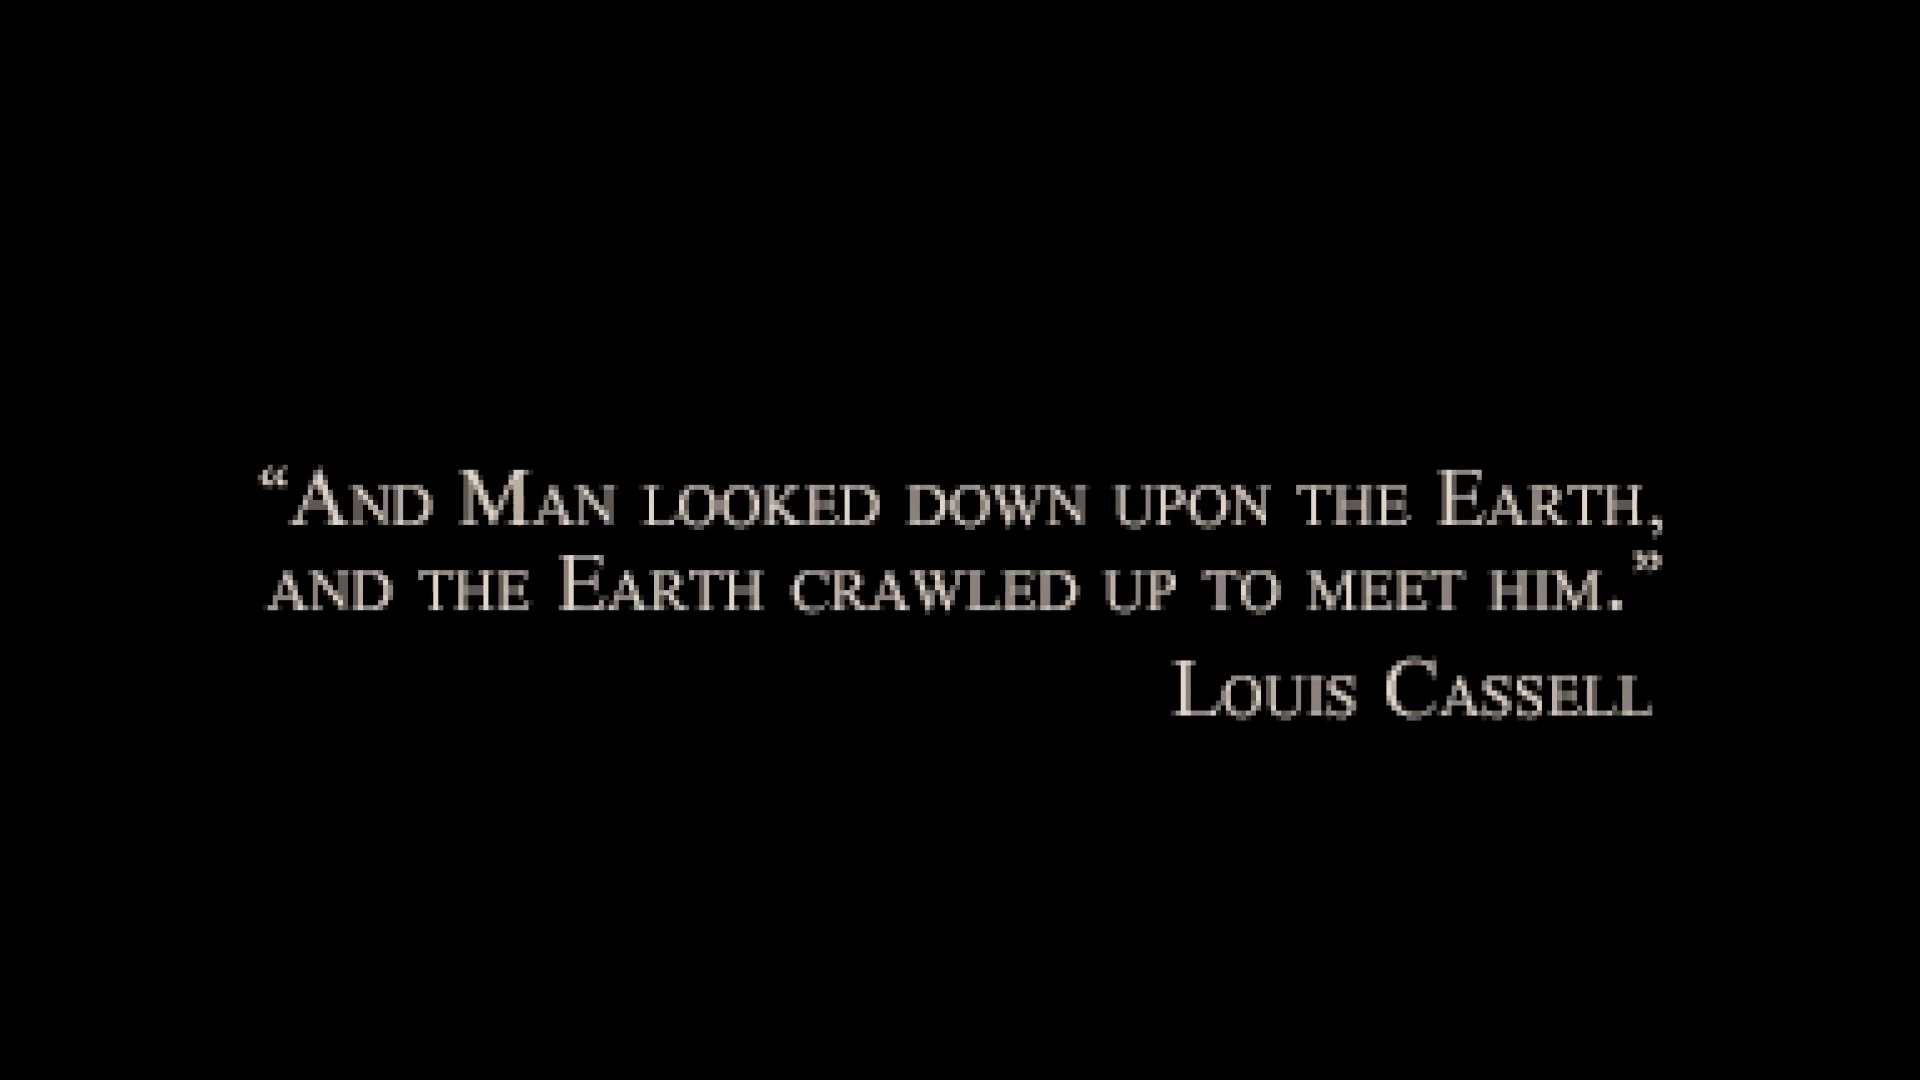 “And Man looked down upon the Earth,
and the Earth crawled up to meet him.”
Louis Cassell